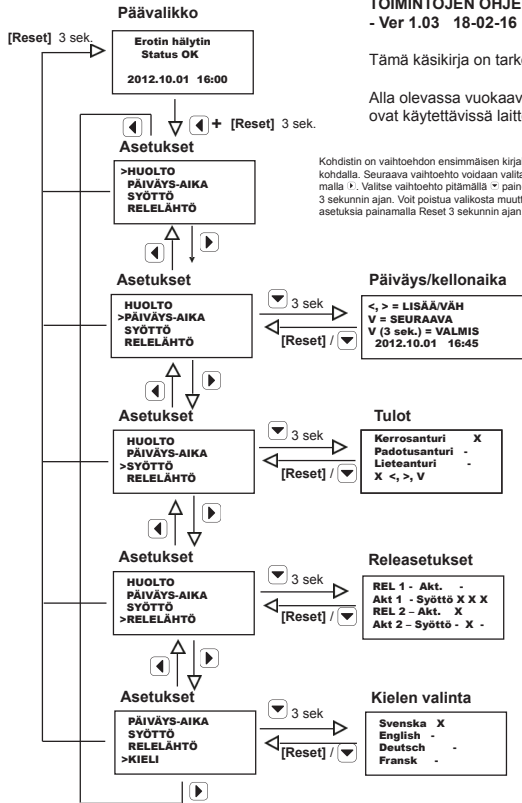 Päävalikko
[Reset] 3 sek.
Erotin hälytin
Status OK
2012.10.01 16:00
TOIMINTOJEN OHJE
- Ver 1.03 18-02-16
Tämä käsikirja on
Alla olevassa
ovat käytettävissä
+ [Reset] 3 sek.
Asetukset
>HUOLTO
PÄIVÄYS-AIKA
SYÖTTÖ
RELELÄHTÖ
Kohdistin on vaihtoehdon ensimmäisen
kohdalla. Seuraava vaihtoehto voidaan
malla . Valitse vaihtoehto pitämällä
3 sekunnin ajan. Voit poistua valikosta
asetuksia painamalla Reset 3 sekunnin ajan
Asetukset
HUOLTO
>PÄIVÄYS-AIKA
SYÖTTÖ
RELELÄHTÖ
3 sek
[Reset] /
Päiväys/kellonaika
<, > = LISÄÄ/VÄH
V = SEURAAVA
V (3 sek.) = VALMIS
2012.10.01 16:45
Asetukset
HUOLTO
PÄIVÄYS-AIKA
>SYÖTTÖ
RELELÄHTÖ
3 sek
[Reset] /
Tulot
Kerrosanturi X
Padotusanturi -
Lieteanturi -
X <, >, V
Asetukset
HUOLTO
PÄIVÄYS-AIKA
SYÖTTÖ
>RELELÄHTÖ
3 sek
[Reset] /
Releasetukset
REL 1 - Akt. -
Akt 1 - Syöttö X X X
REL 2 – Akt. X
Akt 2 – Syöttö - X -
Asetukset
PÄIVÄYS-AIKA
SYÖTTÖ
RELELÄHTÖ
>KIELI
3 sek
[Reset] /
Kielen valinta
Svenska X
English -
Deutsch -
Fransk -